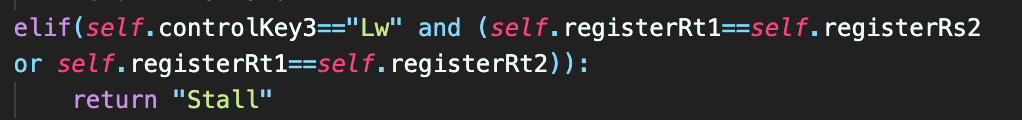 elif(self.controlKey3=="Lw" and (self.registerRt1==self.registerRs2
or self.registerRt1==self.registerRt2)):
    return "Stall"